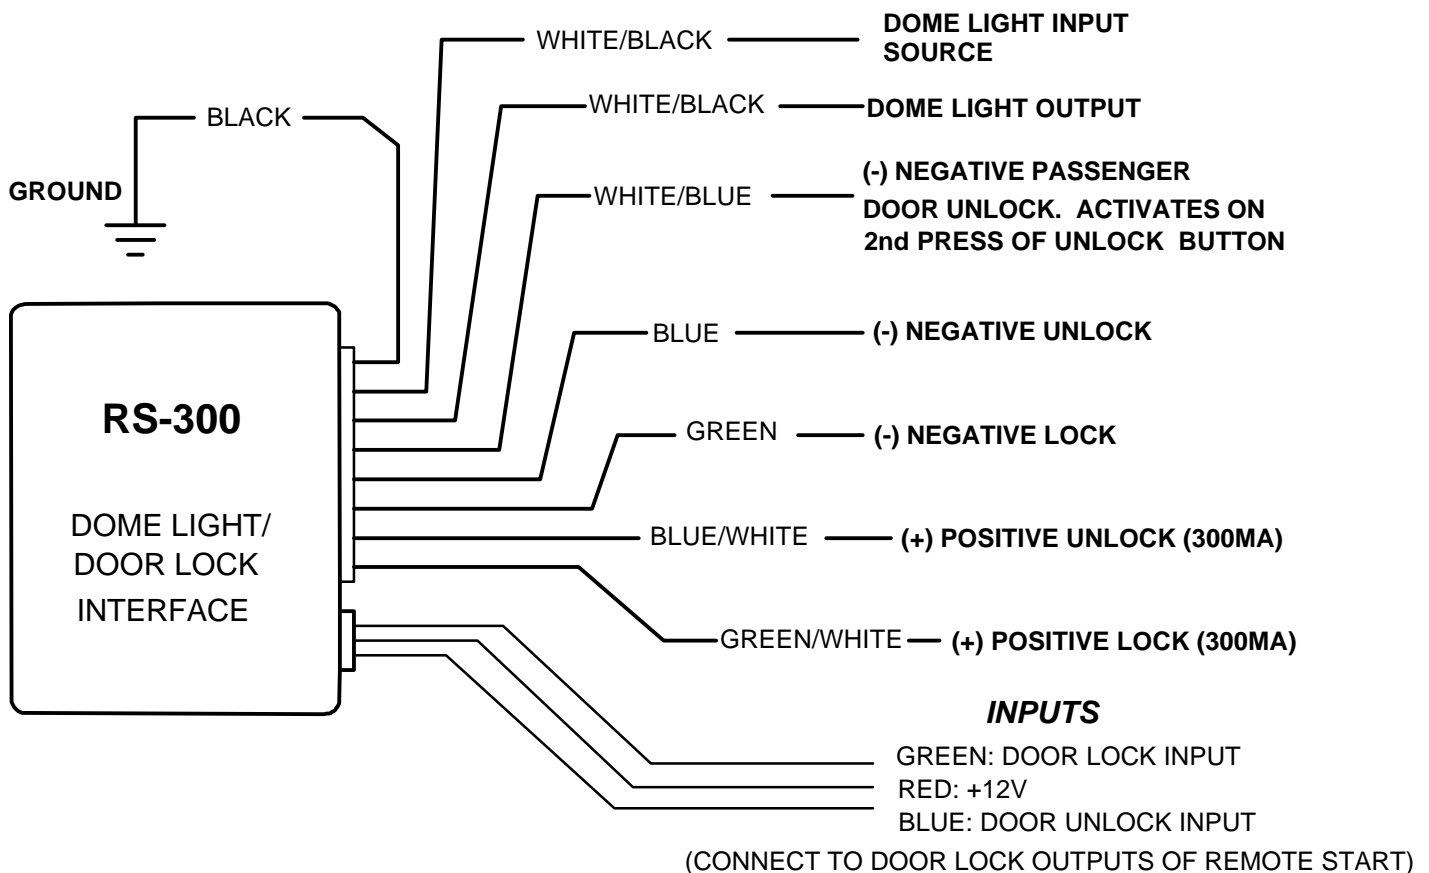 WHITE/BLACK
DOME LIGHT INPUT
SOURCE
WHITE/BLACK
DOME LIGHT OUTPUT
BLACK
GROUND
WHITE/BLUE
(-) NEGATIVE PASSENGER
DOOR UNLOCK. ACTIVATES ON
2nd PRESS OF UNLOCK BUTTON
BLUE
(-) NEGATIVE UNLOCK
RS-300
GREEN
(-) NEGATIVE LOCK
DOME LIGHT/
DOOR LOCK
INTERFACE
BLUE/WHITE
(+) POSITIVE UNLOCK (300MA)
GREEN/WHITE
(+) POSITIVE LOCK (300MA)
INPUTS
GREEN: DOOR LOCK INPUT
RED: +12V
BLUE: DOOR UNLOCK INPUT
(CONNECT TO DOOR LOCK OUTPUTS OF REMOTE START)